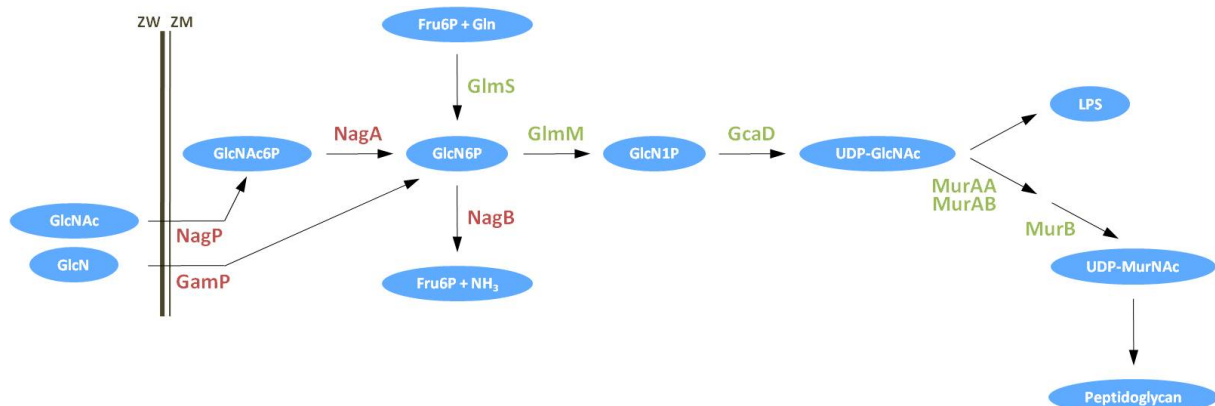 ZW ZM
Fru6P + Gln
GlmS
LPS
NagA
GlmM
GcaD
GlcNAc6P
GlcN6P
GlcN1P
UDP-GlcNAc
MurAA
MurAB
GlcNAc
NagP
NagB
MurB
GlcN
GamP
Fru6P + NH₃
UDP-MurNAc
Peptidoglycan